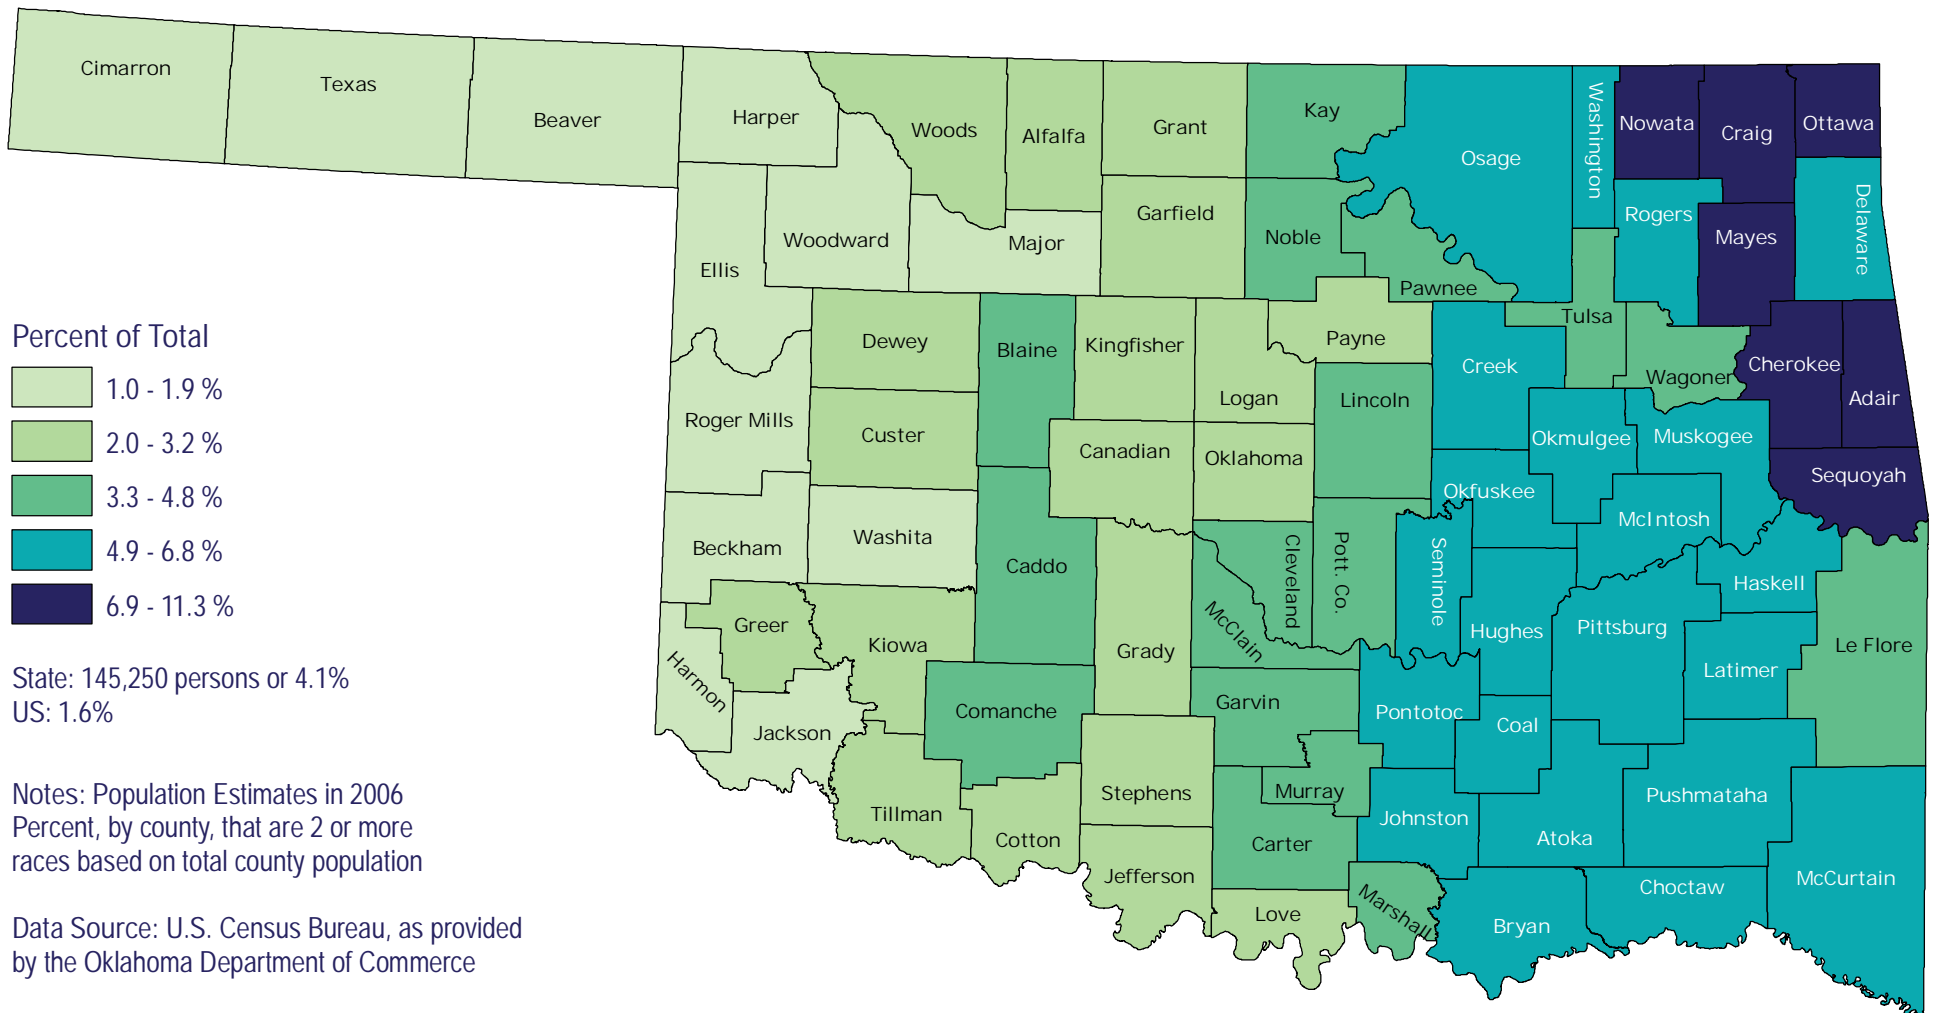 Cimarron
Texas
Beaver
Harper
Woods
Alfalfa
Grant
Kay
Osage
Washington
Nowata
Craig
Ottawa
Ellis
Woodward
Major
Garfield
Noble
Pawnee
Rogers
Mayes
Delaware
Dewey
Blaine
Kingfisher
Logan
Payne
Creek
Tulsa
Wagoner
Cherokee
Adair
Roger Mills
Custer
Canadian
Oklahoma
Lincoln
Okmulgee
Muskogee
Sequoyah
Okfuskee
McIntosh
Beckham
Washita
Caddo
Cleveland
Pott. Co.
Seminole
Haskell
Greer
Kiowa
Grady
McClain
Hughes
Pittsburg
Latimer
Le Flore
Harmon
Jackson
Comanche
Garvin
Pontotoc
Coal
Tillman
Cotton
Stephens
Murray
Johnston
Atoka
Pushmataha
Jefferson
Carter
Love
Marshall
Bryan
Choctaw
McCurtain
Percent of Total
1.0 - 1.9 %
2.0 - 3.2 %
3.3 - 4.8 %
4.9 - 6.8 %
6.9 - 11.3 %
State: 145,250 persons or 4.1%
US: 1.6%
Notes: Population Estimates in 2006
Percent, by county, that are 2 or more
races based on total county population
Data Source: U.S. Census Bureau, as provided
by the Oklahoma Department of Commerce